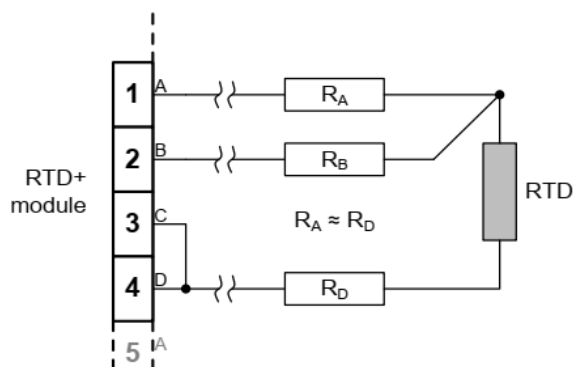 1 A R_A
2 B R_B
RTD+
module
RTD
3 C R_A ≈ R_D
4 D R_D
5 A